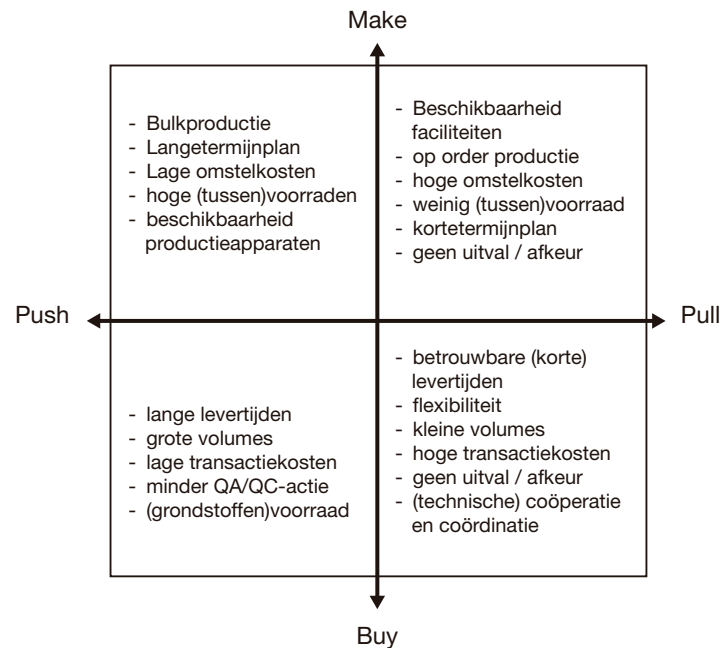 Make
- Bulkproductie
- Langetermijnplan
- Lage omstelkosten
- hoge (tussen)voorraden
- beschikbaarheid
productieapparaten
- Beschikbaarheid
faciliteiten
- op order productie
- hoge omstelkosten
- weinig (tussen)voorraad
- kortetermijnplan
- geen uitval / afkeur
Push
Pull
- lange levertijden
- grote volumes
- lage transactiekosten
- minder QA/QC-actie
- (grondstoffen)voorraad
- betrouwbare (korte)
levertijden
- flexibiliteit
- kleine volumes
- hoge transactiekosten
- geen uitval / afkeur
- (technische) coöperatie
en coördinatie
Buy